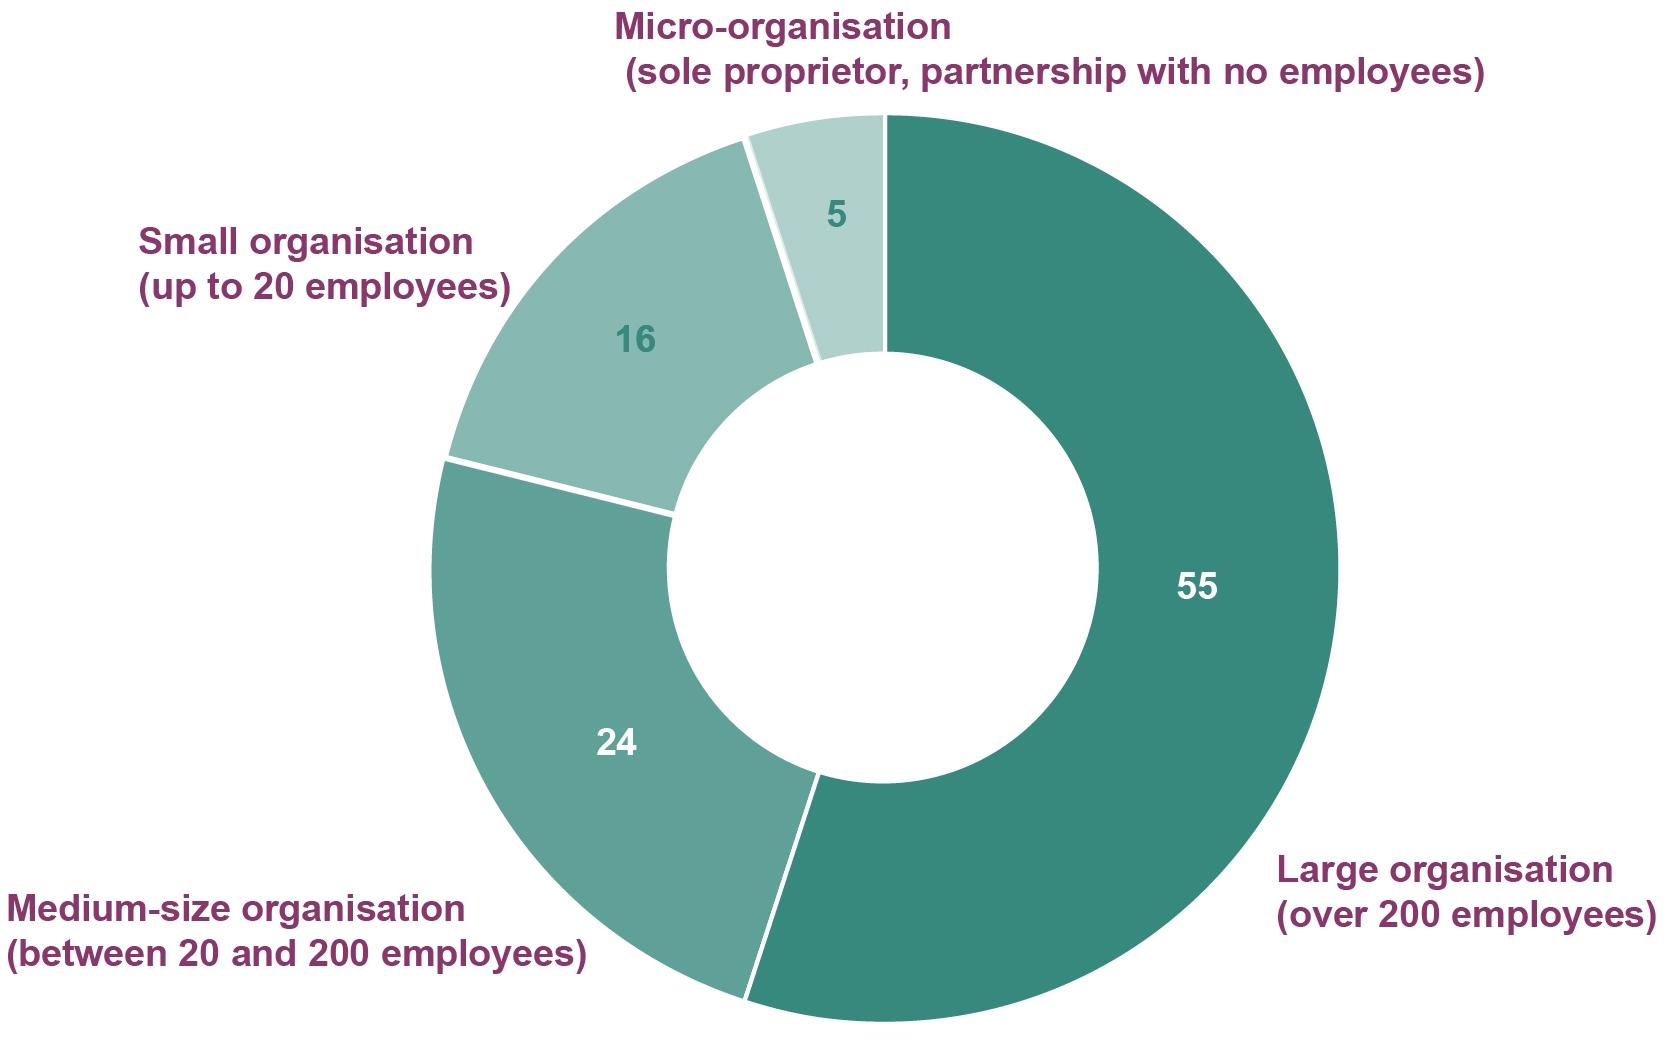 Micro-organisation
(sole proprietor, partnership with no employees)
5
Small organisation
(up to 20 employees)
16
55
24
Large organisation
(over 200 employees)
Medium-size organisation
(between 20 and 200 employees)